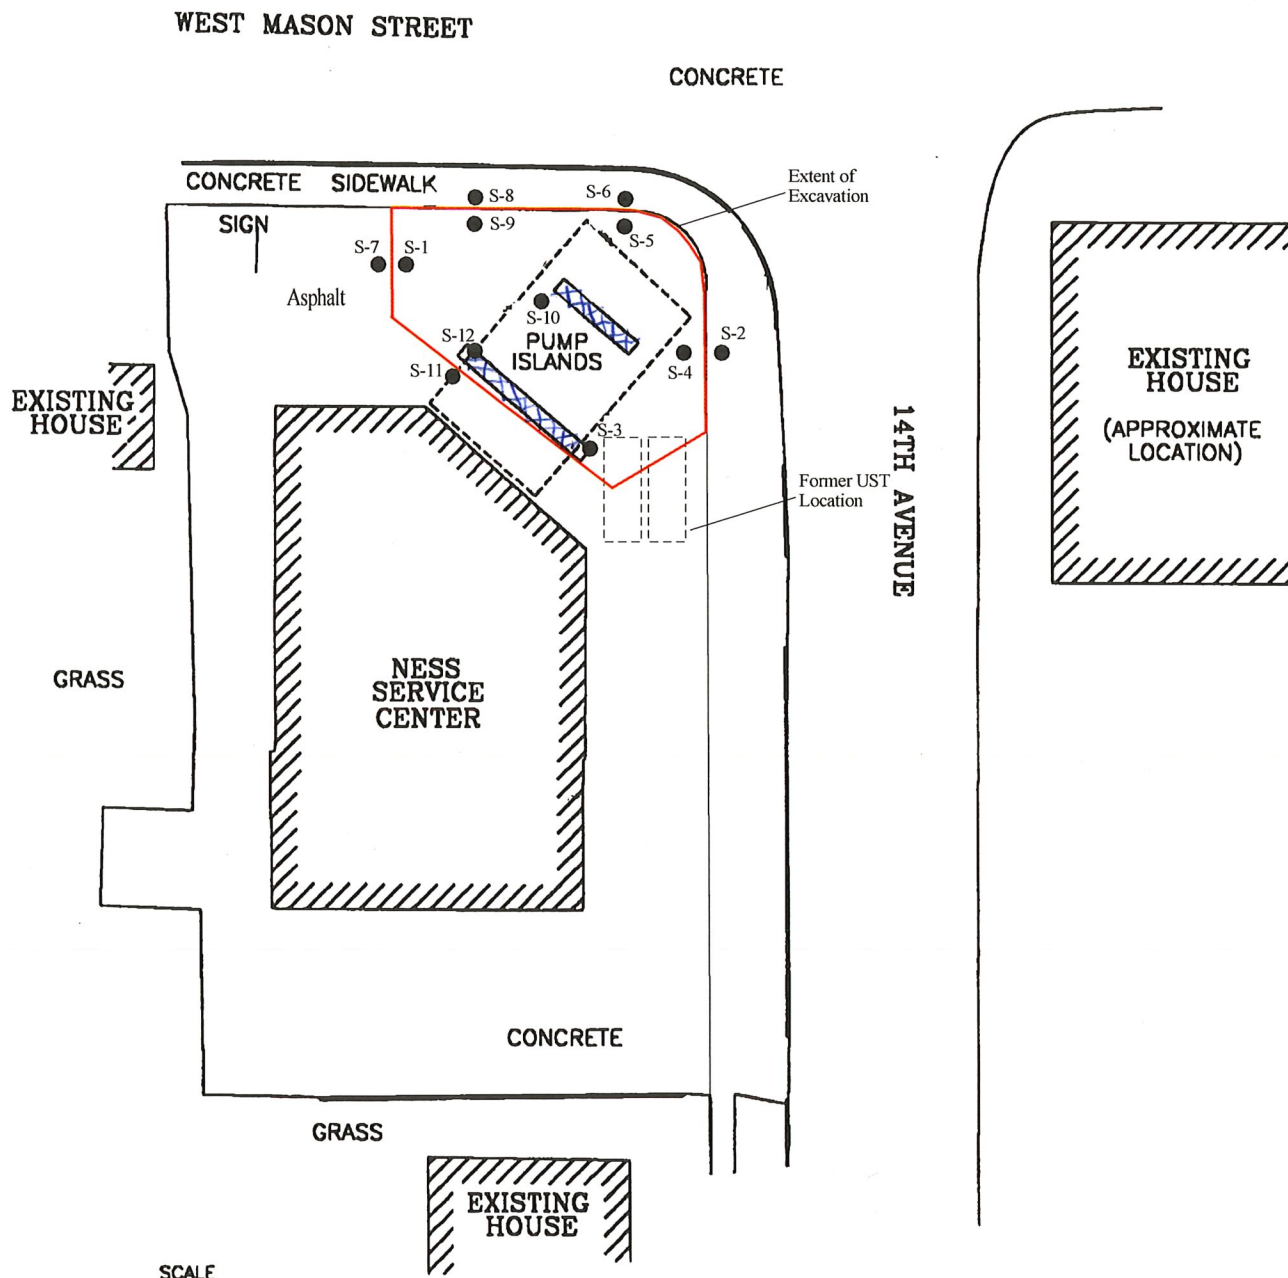 WEST MASON STREET
CONCRETE
CONCRETE SIDEWALK
S-8
S-6
Extent of
Excavation
SIGN
S-9
S-5
S-7
S-1
Asphalt
S-10
S-12
PUMP
ISLANDS
S-2
S-4
S-11
EXISTING
HOUSE
EXISTING
HOUSE
(APPROXIMATE
LOCATION)
S-3
14TH AVENUE
Former UST
Location
GRASS
NESS
SERVICE
CENTER
CONCRETE
GRASS
EXISTING
HOUSE
SCALE